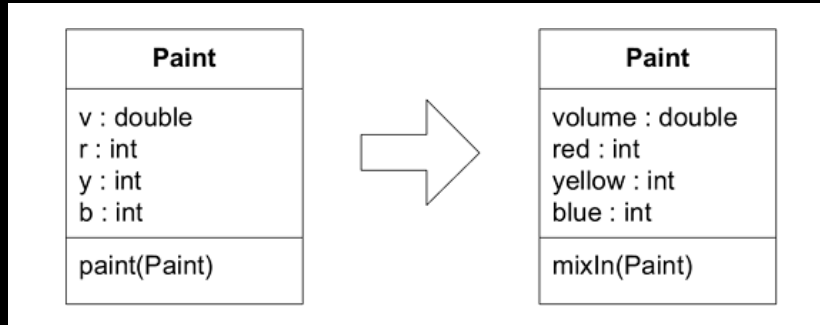 Paint
v : double
r : int
y : int
b : int
paint(Paint)
Paint
volume : double
red : int
yellow : int
blue : int
mixIn(Paint)